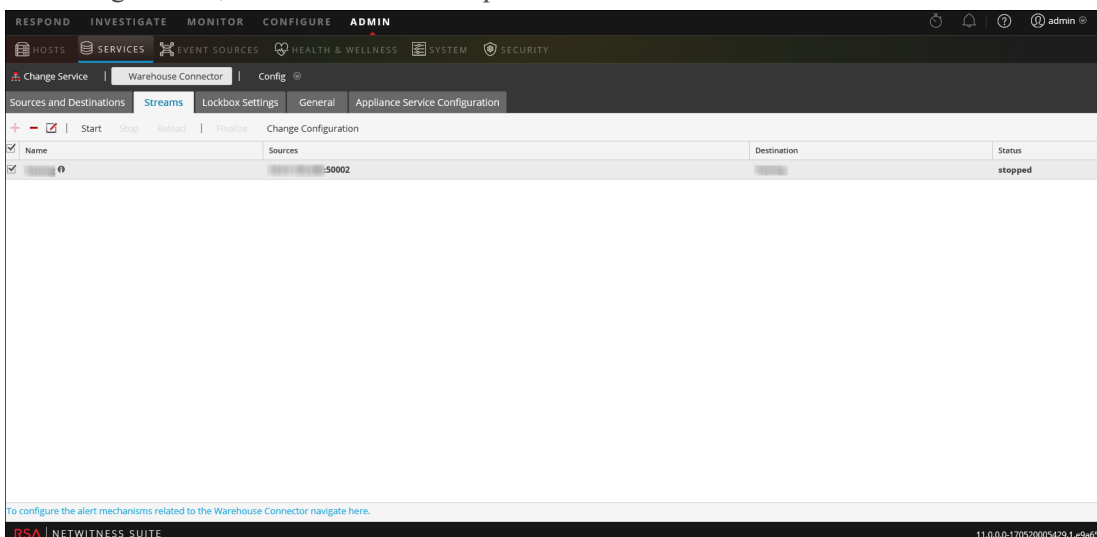 RESPOND INVESTIGATE MONITOR CONFIGURE ADMIN admin
HOSTS SERVICES EVENT SOURCES HEALTH & WELLNESS SYSTEM SECURITY
Change Service | Warehouse Connector | Config
Sources and Destinations Streams Lockbox Settings General Appliance Service Configuration
Start Stop Reload | Finalize Change Configuration
Name Sources Destination Status
:50002 stopped
To configure the alert mechanisms related to the Warehouse Connector navigate here.
RSA | NETWITNESS SUITE 11.0.0.0-170520005429.1.e9a65